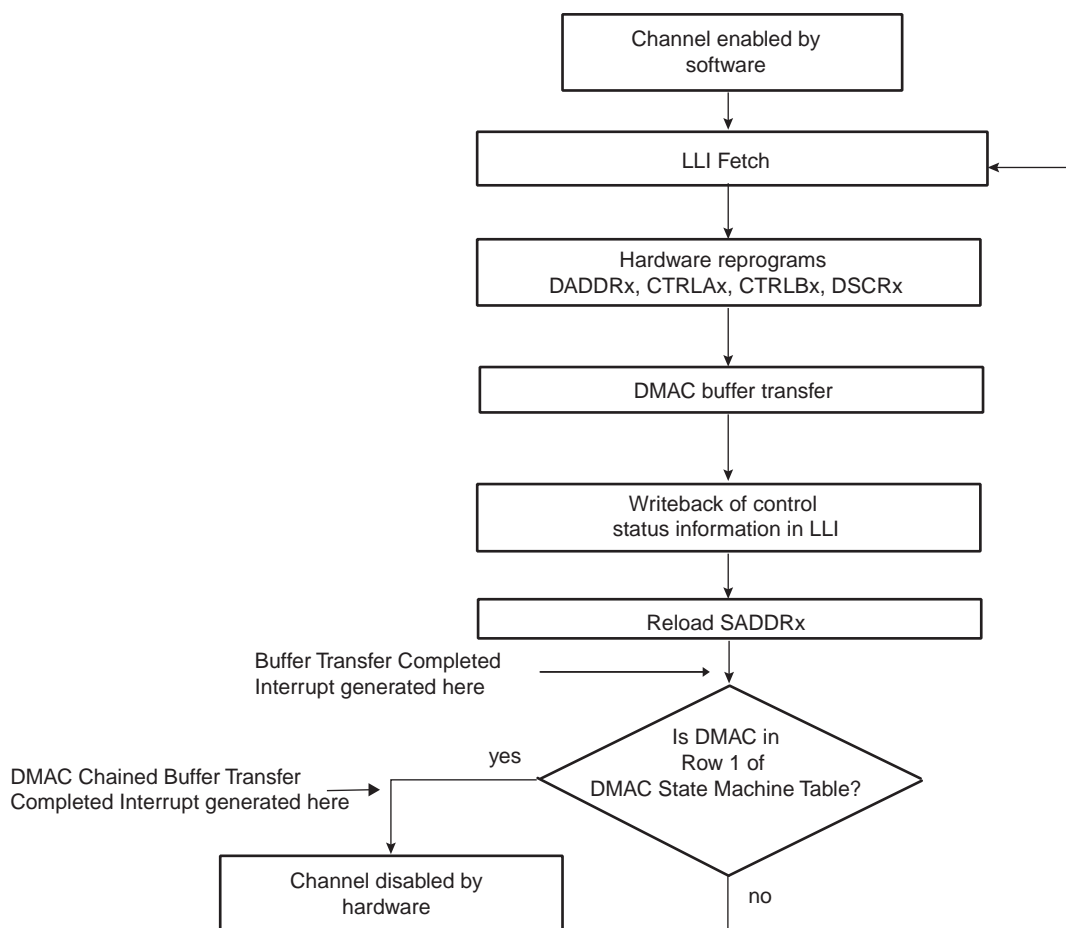 Channel enabled by
software
LLI Fetch
Hardware reprograms
DADDRx, CTRLAx, CTRLBx, DSCRx
DMAC buffer transfer
Writeback of control
status information in LLI
Reload SADDRx
Buffer Transfer Completed
Interrupt generated here
Is DMAC in
Row 1 of
DMAC State Machine Table?
yes
DMAC Chained Buffer Transfer
Completed Interrupt generated here
Channel disabled by
hardware
no